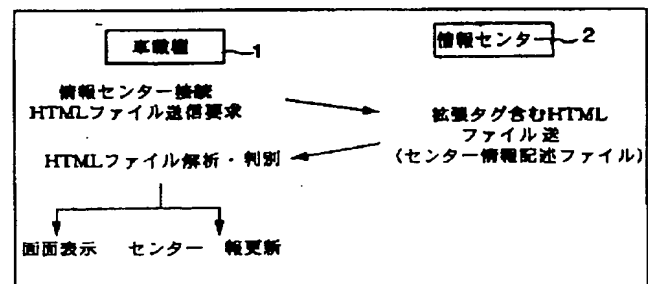 車載機 1
情報センター 2
情報センター接続
HTMLファイル送信要求
拡張タグ含むHTML
ファイル送
(センター情報記述ファイル)
HTMLファイル解析・判別
画面表示 センター 報更新